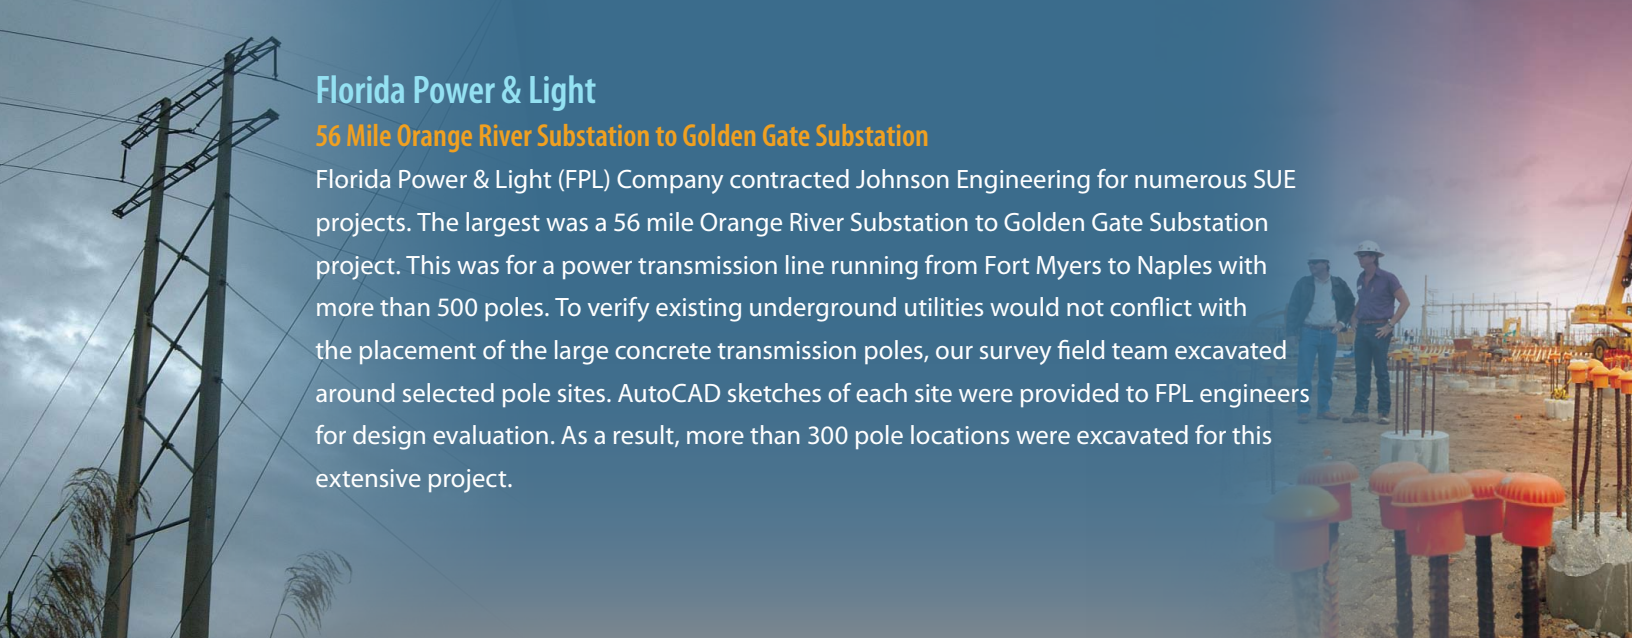 Florida Power & Light
56 Mile Orange River Substation to Golden Gate Substation
Florida Power & Light (FPL) Company contracted Johnson Engineering for numerous SUE
projects. The largest was a 56 mile Orange River Substation to Golden Gate Substation
project. This was for a power transmission line running from Fort Myers to Naples with
more than 500 poles. To verify existing underground utilities would not conflict with
the placement of the large concrete transmission poles, our survey field team excavated
around selected pole sites. AutoCAD sketches of each site were provided to FPL engineers
for design evaluation. As a result, more than 300 pole locations were excavated for this
extensive project.